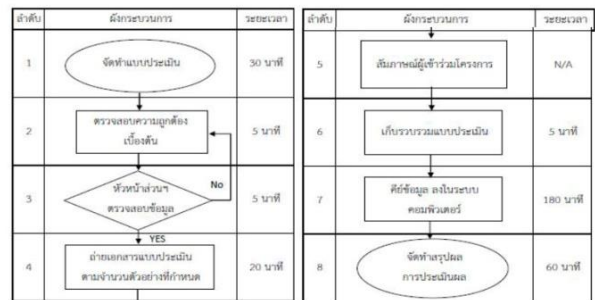 ลำดับ ผังกระบวนการ ระยะเวลา
1 จัดทำแบบประเมิน 30 นาที
2 ตรวจสอบความถูกต้อง
เบื้องต้น 5 นาที
No
3 หัวหน้าส่วนฯ
ตรวจสอบข้อมูล 5 นาที
YES
4 ถ่ายเอกสารแบบประเมิน
ตามจำนวนตัวอย่างที่กำหนด 20 นาที
ลำดับ ผังกระบวนการ ระยะเวลา
5 สัมภาษณ์ผู้เข้าร่วมโครงการ N/A
6 เก็บรวบรวมแบบประเมิน 5 นาที
7 คีย์ข้อมูล ลงในระบบ
คอมพิวเตอร์ 180 นาที
8 จัดทำสรุปผล
การประเมินผล 60 นาที